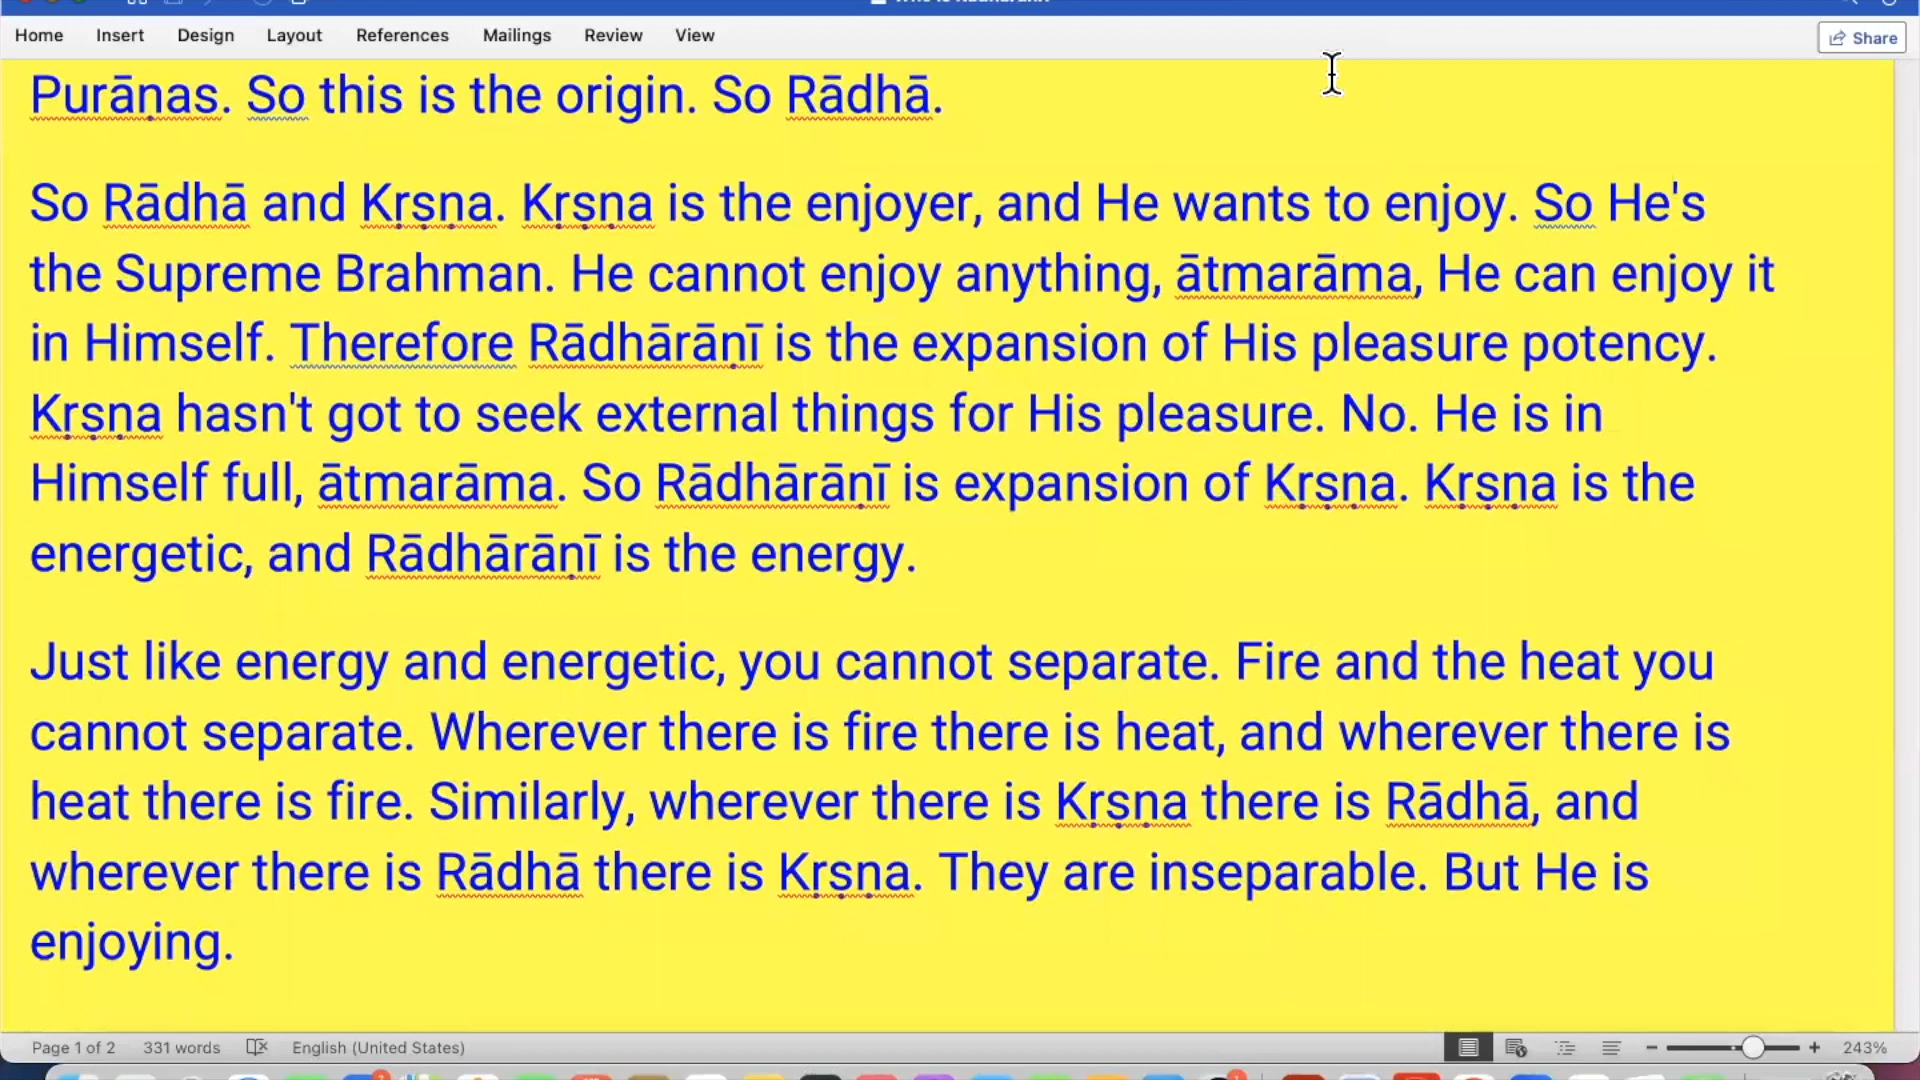 Home Insert Design Layout References Mailings Review View Share
Purāṇas. So this is the origin. So Rādhā.
So Rādhā and Kṛṣṇa. Kṛṣṇa is the enjoyer, and He wants to enjoy. So He's
the Supreme Brahman. He cannot enjoy anything, ātmarāma, He can enjoy it
in Himself. Therefore Rādhārāṇī is the expansion of His pleasure potency.
Kṛṣṇa hasn't got to seek external things for His pleasure. No. He is in
Himself full, ātmarāma. So Rādhārāṇī is expansion of Kṛṣṇa. Kṛṣṇa is the
energetic, and Rādhārāṇī is the energy.
Just like energy and energetic, you cannot separate. Fire and the heat you
cannot separate. Wherever there is fire there is heat, and wherever there is
heat there is fire. Similarly, wherever there is Kṛṣṇa there is Rādhā, and
wherever there is Rādhā there is Kṛṣṇa. They are inseparable. But He is
enjoying.
Page 1 of 2 331 words English (United States) 243%